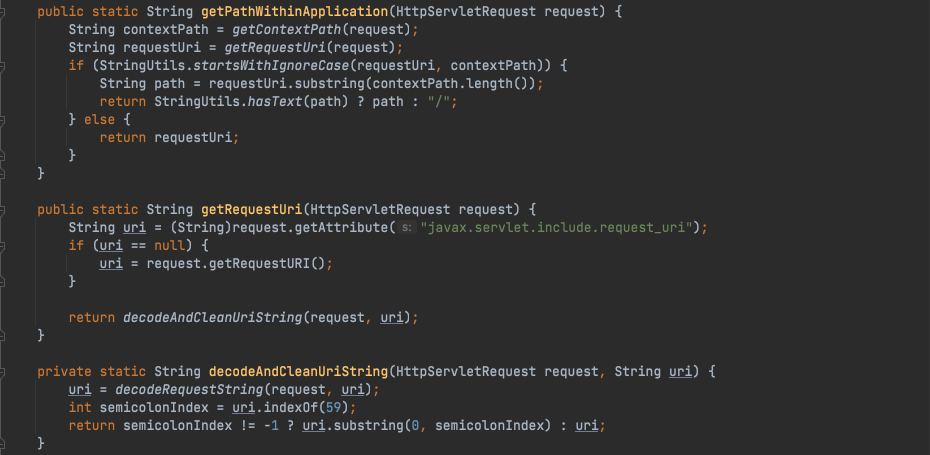 public static String getPathWithinApplication(HttpServletRequest request) {
String contextPath = getContextPath(request);
String requestUri = getRequestUri(request);
if (StringUtils.startsWithIgnoreCase(requestUri, contextPath)) {
String path = requestUri.substring(contextPath.length());
return StringUtils.hasText(path) ? path : "/";
} else {
return requestUri;
}
}
public static String getRequestUri(HttpServletRequest request) {
String uri = (String)request.getAttribute( s: "javax.servlet.include.request_uri");
if (uri == null) {
uri = request.getRequestURI();
}
return decodeAndCleanUriString(request, uri);
}
private static String decodeAndCleanUriString(HttpServletRequest request, String uri) {
uri = decodeRequestString(request, uri);
int semicolonIndex = uri.indexOf(59);
return semicolonIndex != -1 ? uri.substring(0, semicolonIndex) : uri;
}